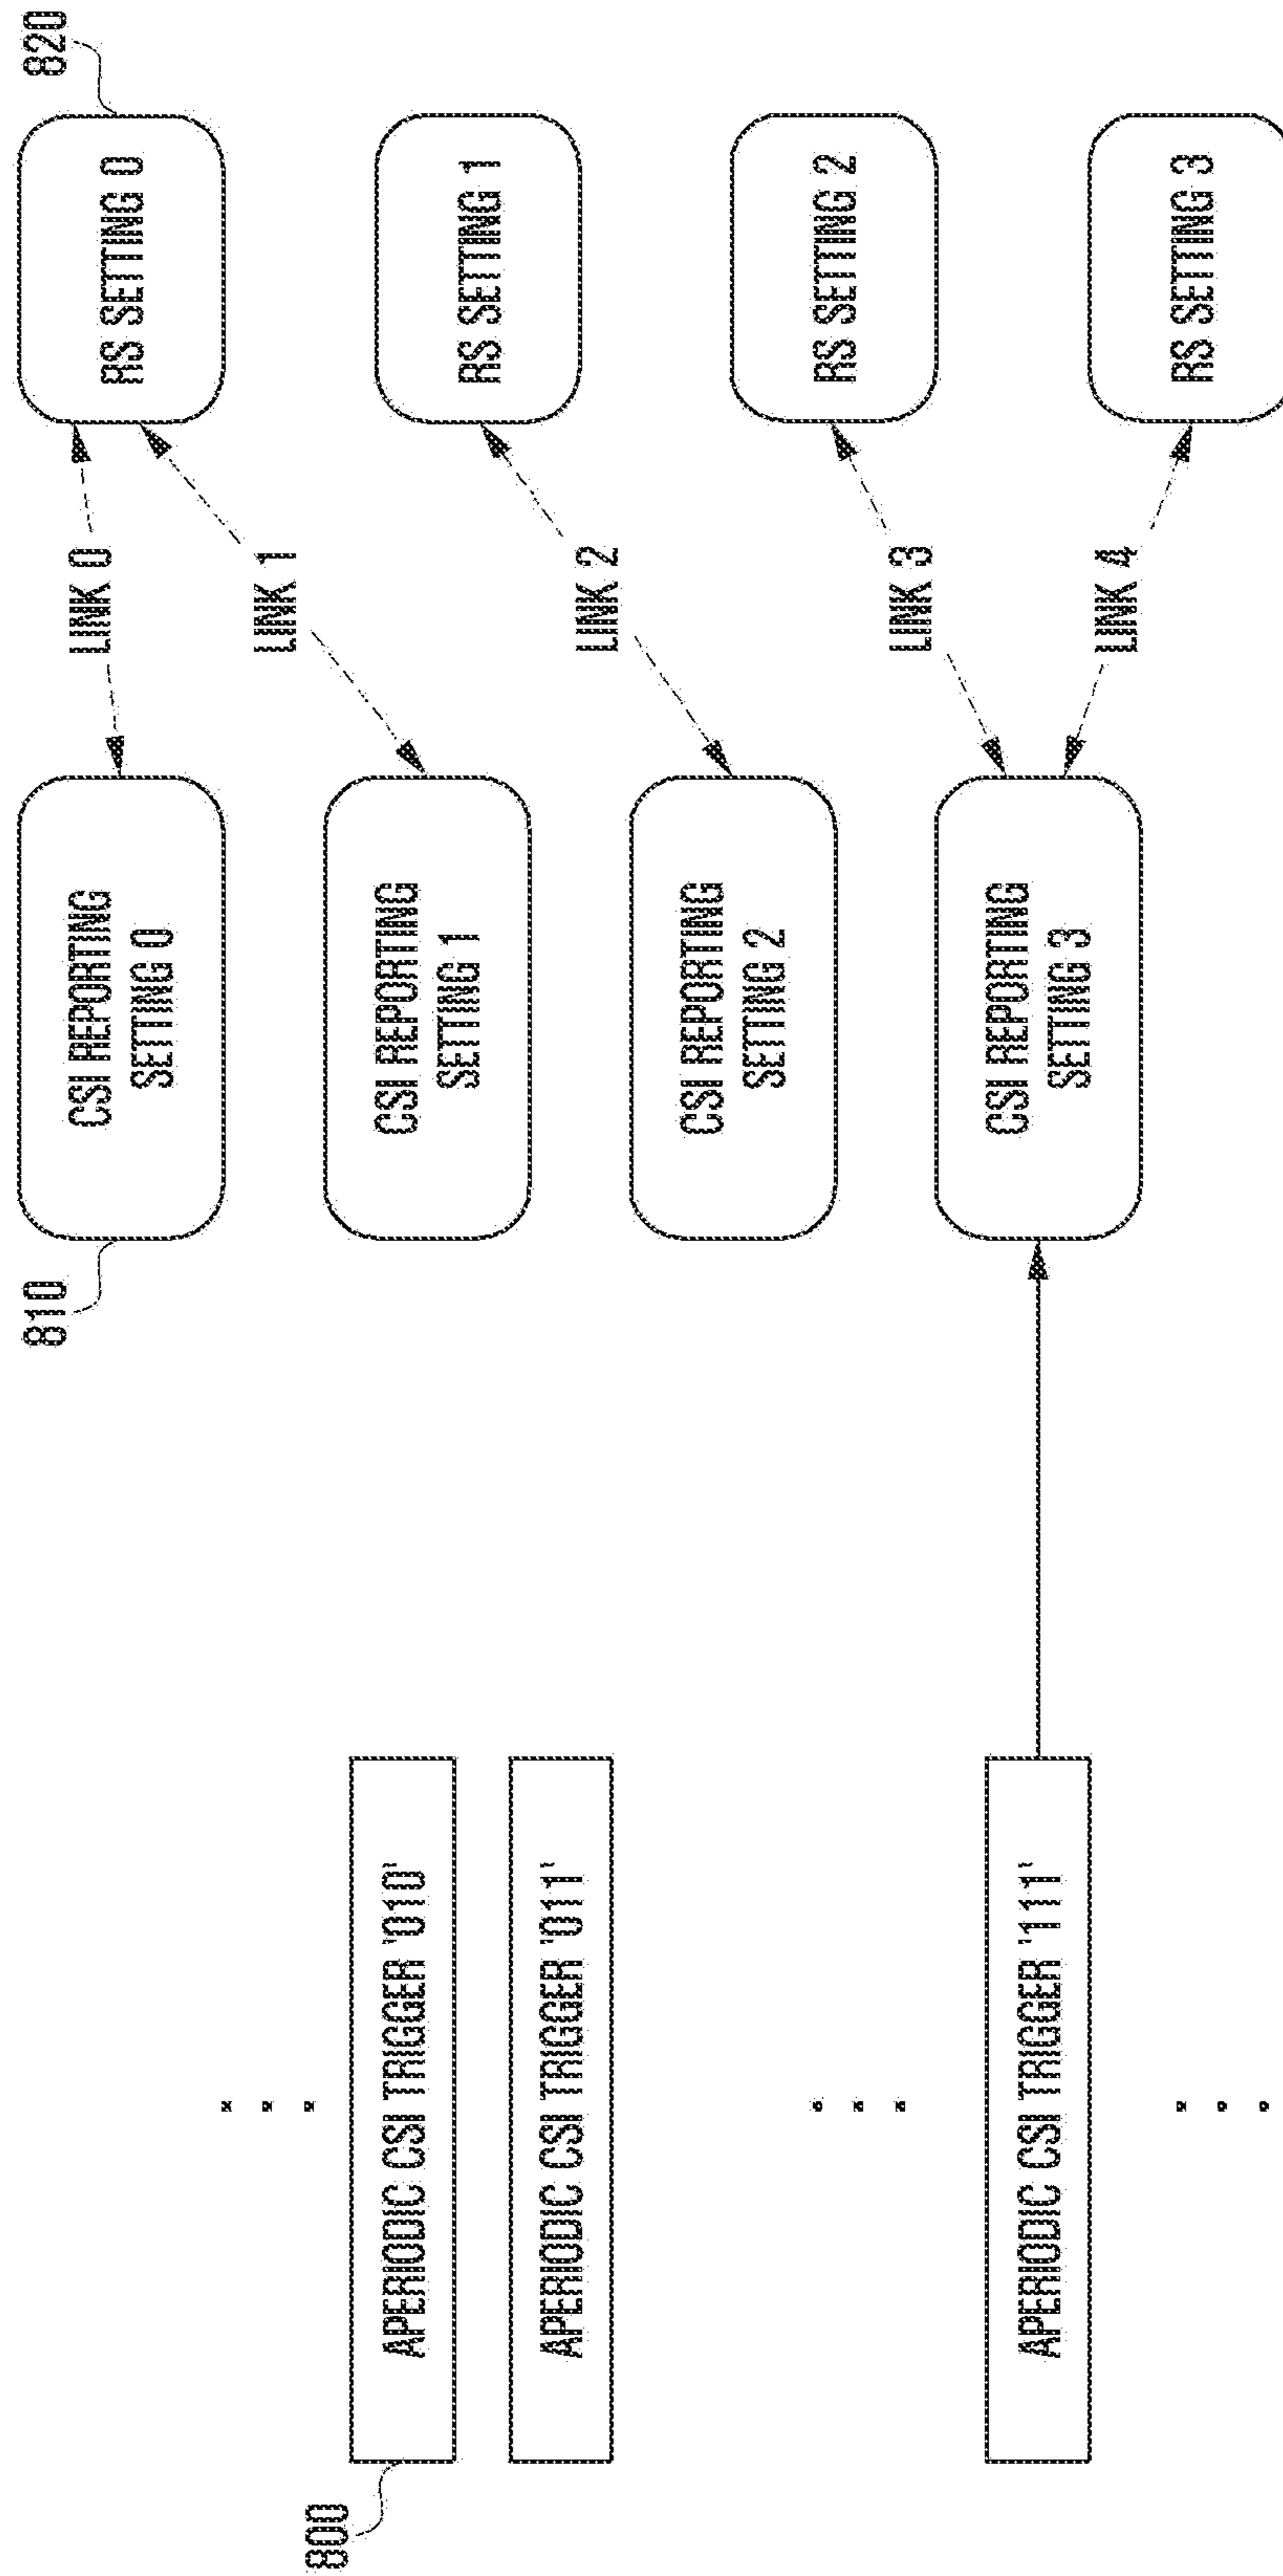 800
APERIODIC CSI TRIGGER '010'
APERIODIC CSI TRIGGER '011'
APERIODIC CSI TRIGGER '111'
810
CSI REPORTING
SETTING 0
CSI REPORTING
SETTING 1
CSI REPORTING
SETTING 2
CSI REPORTING
SETTING 3
LINK 0
LINK 1
LINK 2
LINK 3
LINK 4
820
RS SETTING 0
RS SETTING 1
RS SETTING 2
RS SETTING 3